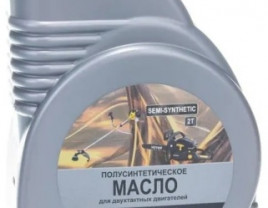 SEMI-SYNTHETIC
2T
ПОЛУСИНТЕТИЧЕСКОЕ
МАСЛО
для двухтактных двигателей